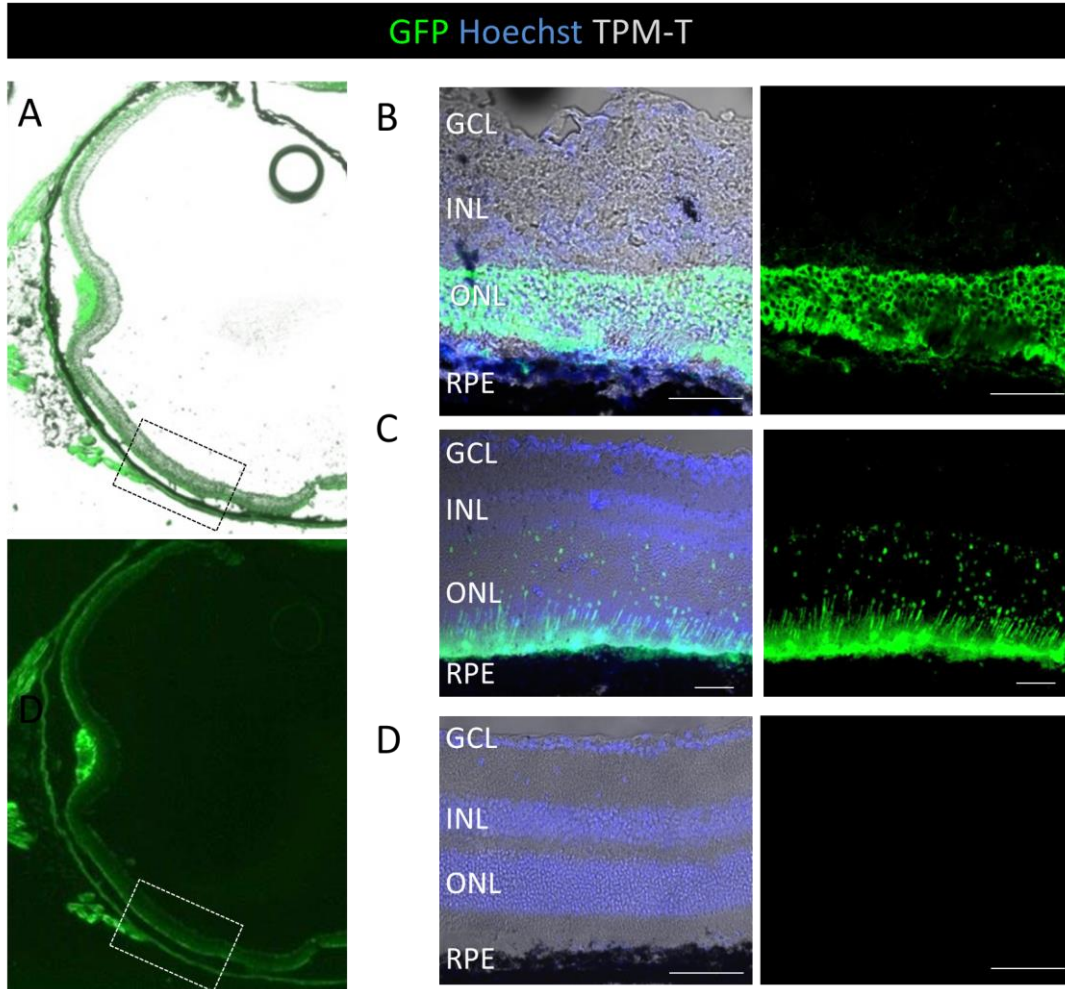 GFP Hoechst TPM-T
A
B
GCL
INL
ONL
RPE
C
GCL
INL
ONL
RPE
D
D
GCL
INL
ONL
RPE